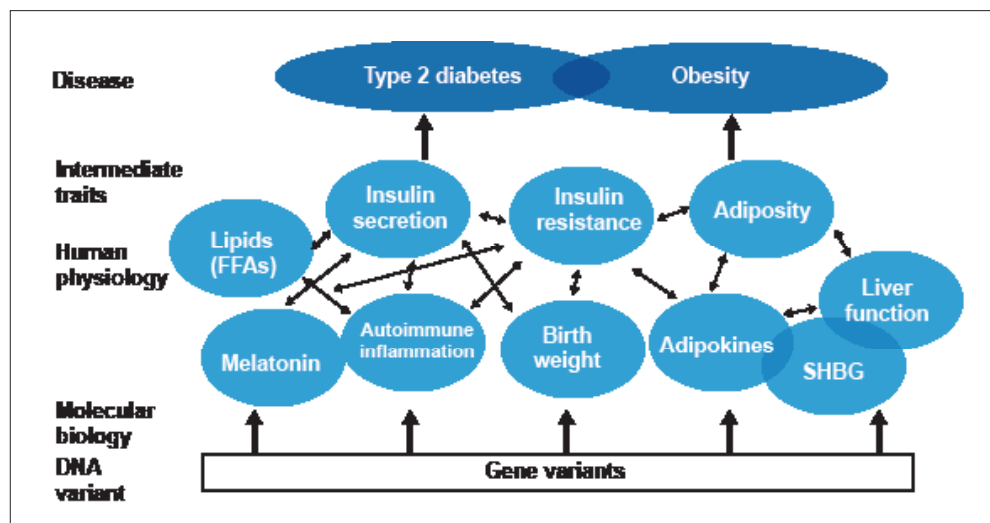 Disease
Type 2 diabetes
Obesity
Intermediate
traits
Insulin
secretion
Insulin
resistance
Adiposity
Human
physiology
Lipids
(FFAs)
Liver
function
Melatonin
Autoimmune
inflammation
Birth
weight
Adipokines
SHBG
Molecular
biology
DNA
variant
Gene variants